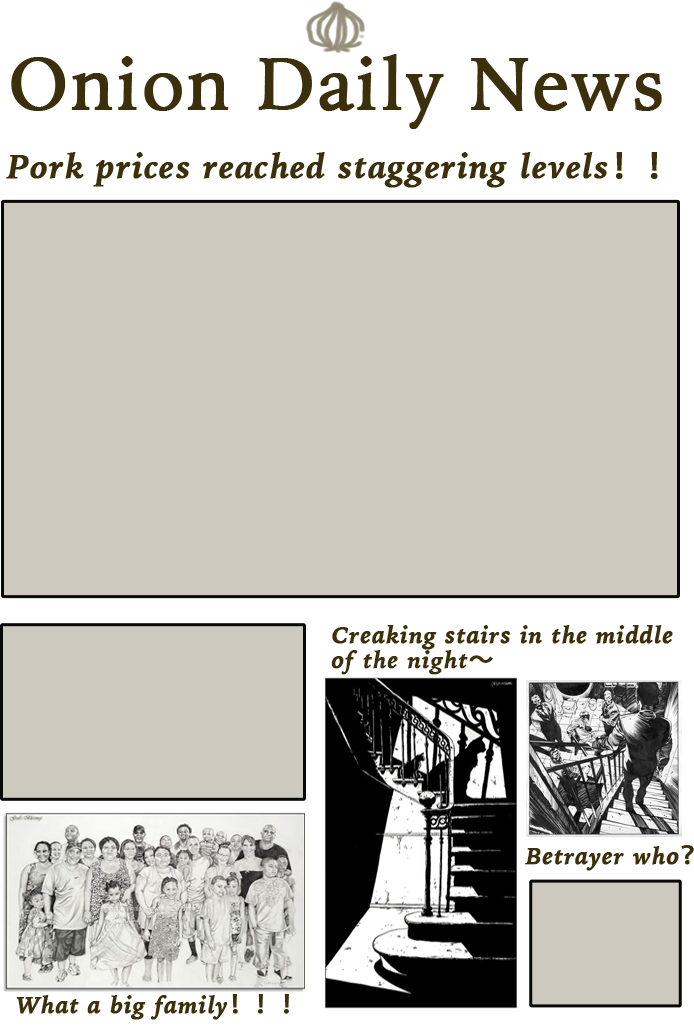 Onion Daily News
Pork prices reached staggering levels！！
Creaking stairs in the middle
of the night～
Betrayer who?
What a big family！！！